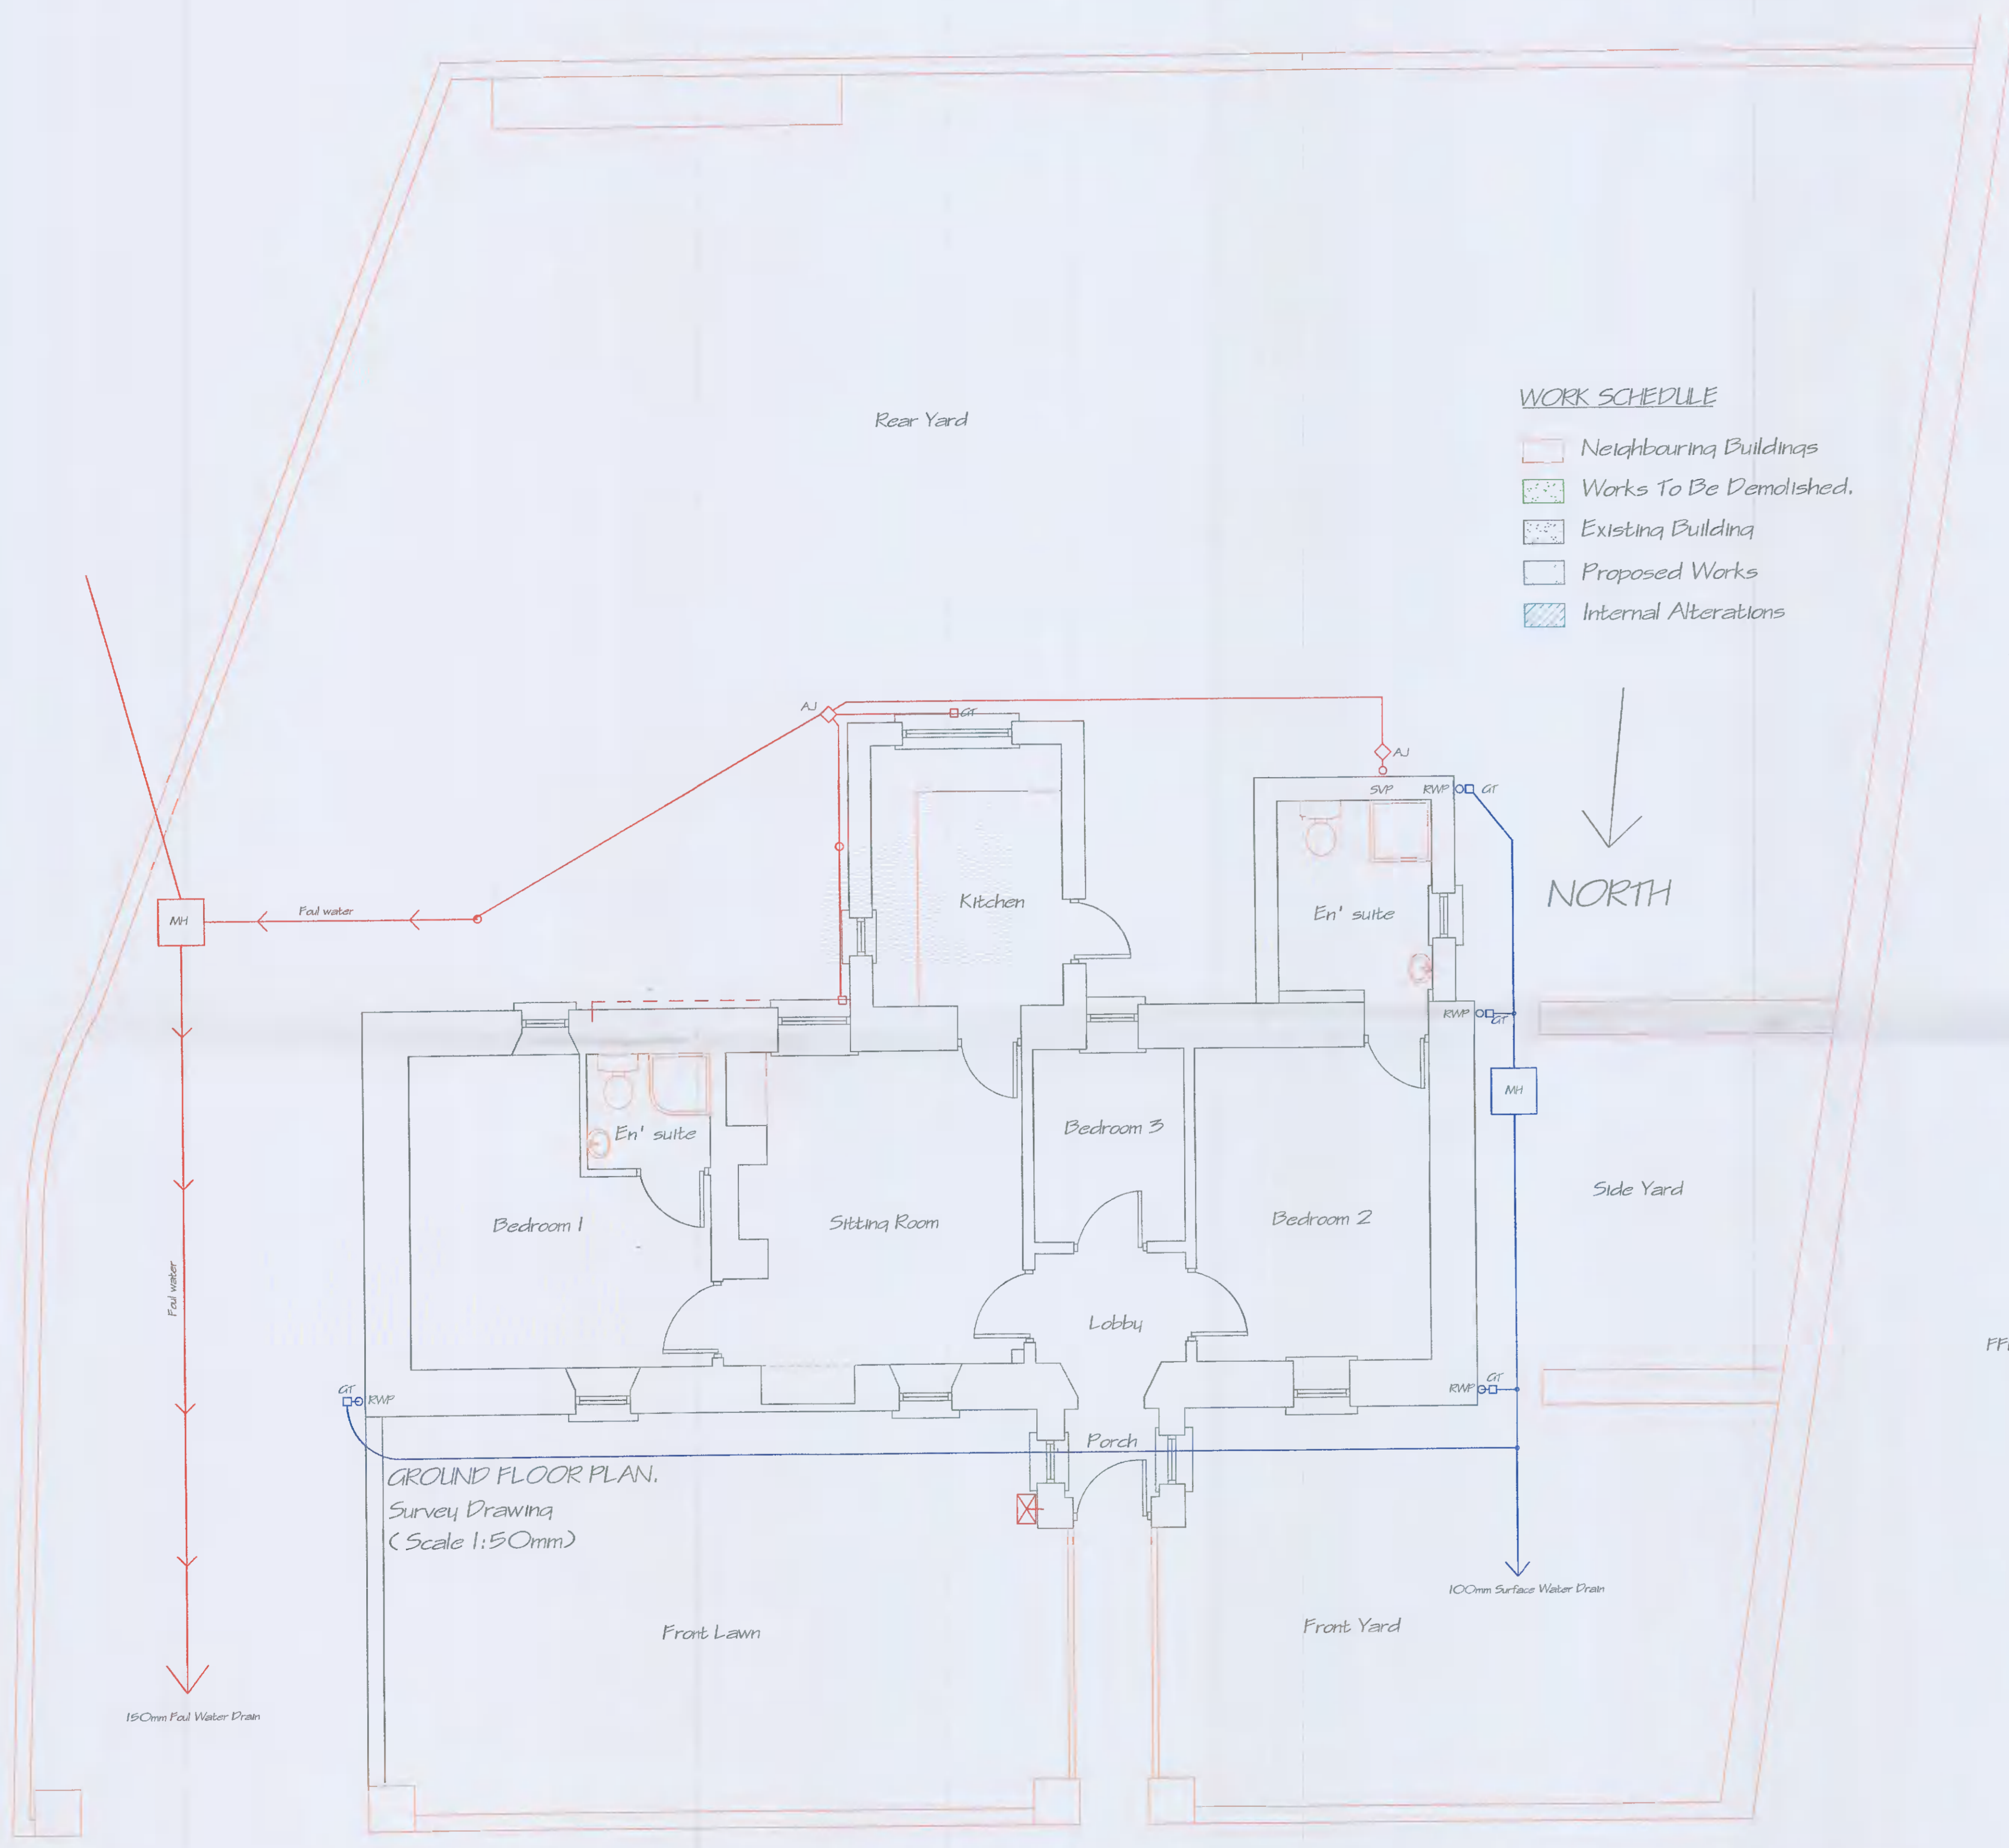 Rear Yard
WORK SCHEDULE
Neighbouring Buildings
Works To Be Demolished.
Existing Building
Proposed Works
Internal Alterations
NORTH
AJ
GT
AJ
SVP
RWP
GT
Kitchen
En' suite
MH
Foul water
RWP
GT
MH
En' suite
Bedroom 3
Side Yard
Bedroom 1
Sitting Room
Bedroom 2
Foul water
Lobby
GT
RWP
RWP
GT
Porch
GROUND FLOOR PLAN.
Survey Drawing
(Scale 1:50mm)
100mm Surface Water Drain
Front Lawn
Front Yard
150mm Foul Water Drain